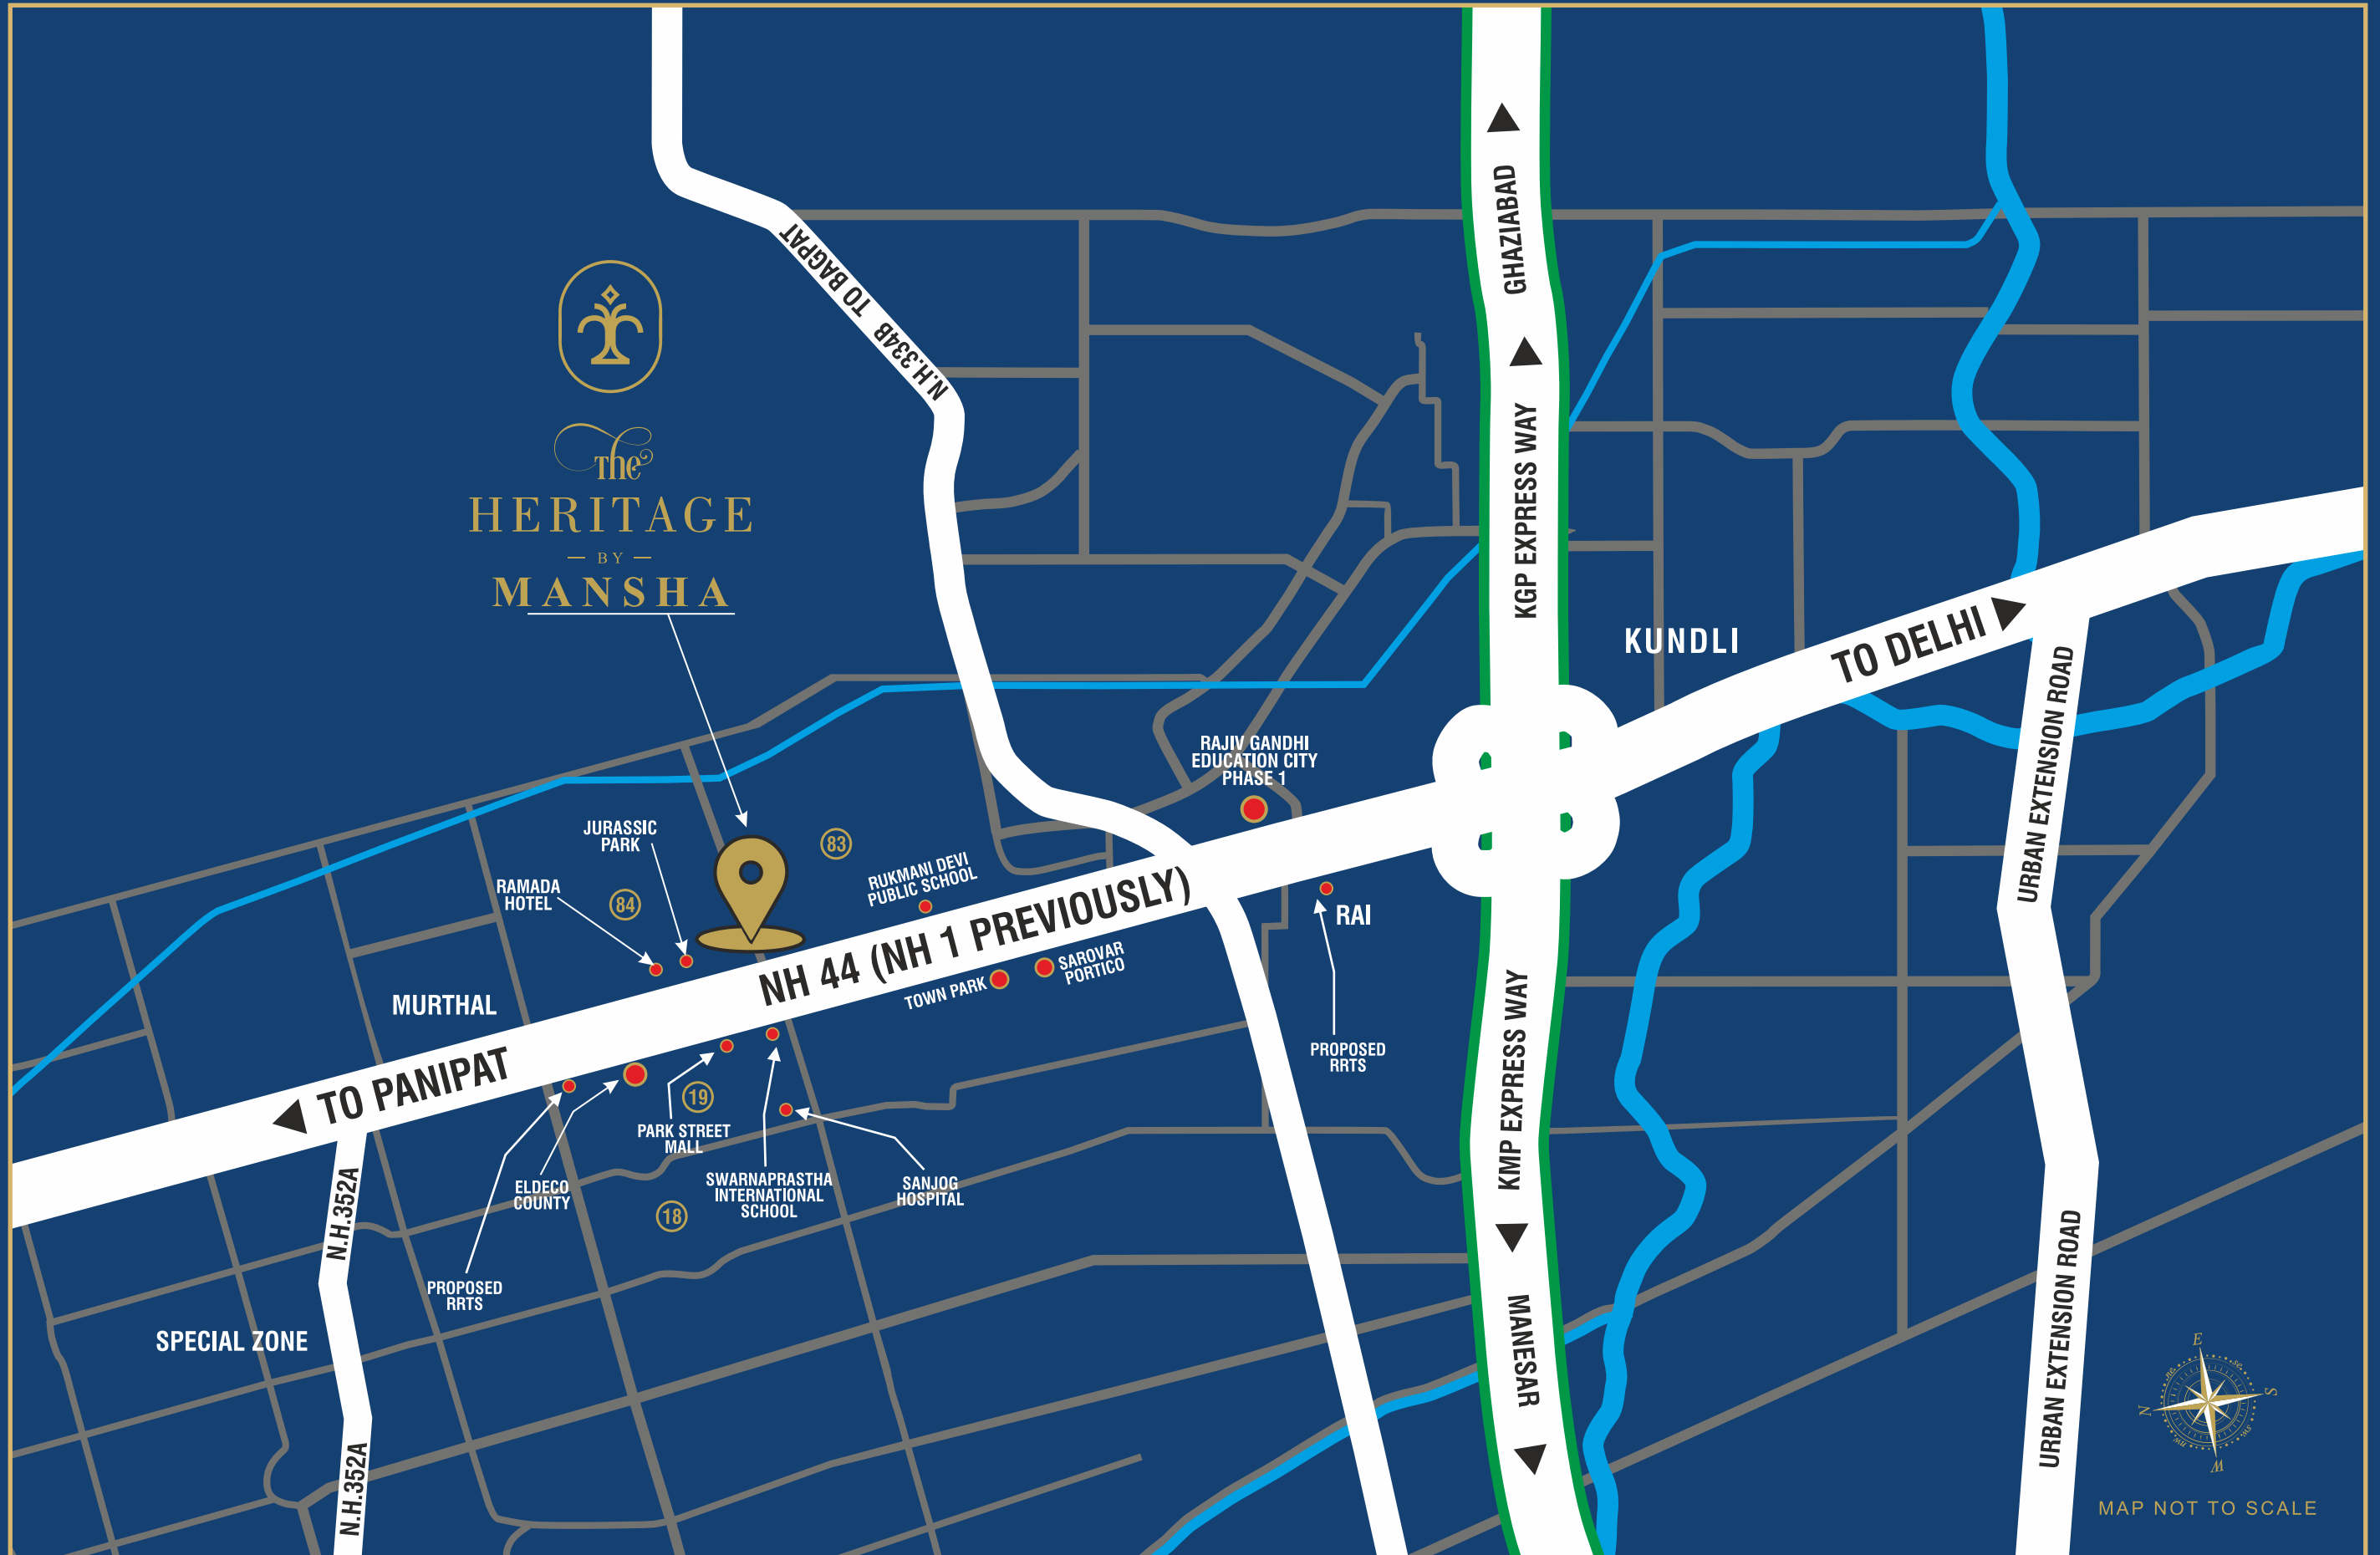 GHAZIABAD
N.H.334B TO BAGPAT
The
HERITAGE
BY
MANSHA
KGP EXPRESS WAY
KUNDLI
TO DELHI
URBAN EXTENSION ROAD
RAJIV GANDHI
EDUCATION CITY
PHASE 1
JURASSIC
PARK
83
RUKMANI DEVI
PUBLIC SCHOOL
RAMADA
HOTEL
84
NH 44 (NH 1 PREVIOUSLY)
RAI
SAROVAR
PORTICO
TOWN PARK
MURTHAL
TO PANIPAT
PROPOSED
RRTS
KMP EXPRESS WAY
19
PARK STREET
MALL
SWARNAPRASTHA
INTERNATIONAL
SCHOOL
SANJOG
HOSPITAL
ELDECO
COUNTY
18
N.H.352A
PROPOSED
RRTS
SPECIAL ZONE
MANESAR
URBAN EXTENSION ROAD
N.H.352A
E
N
S
W
MAP NOT TO SCALE